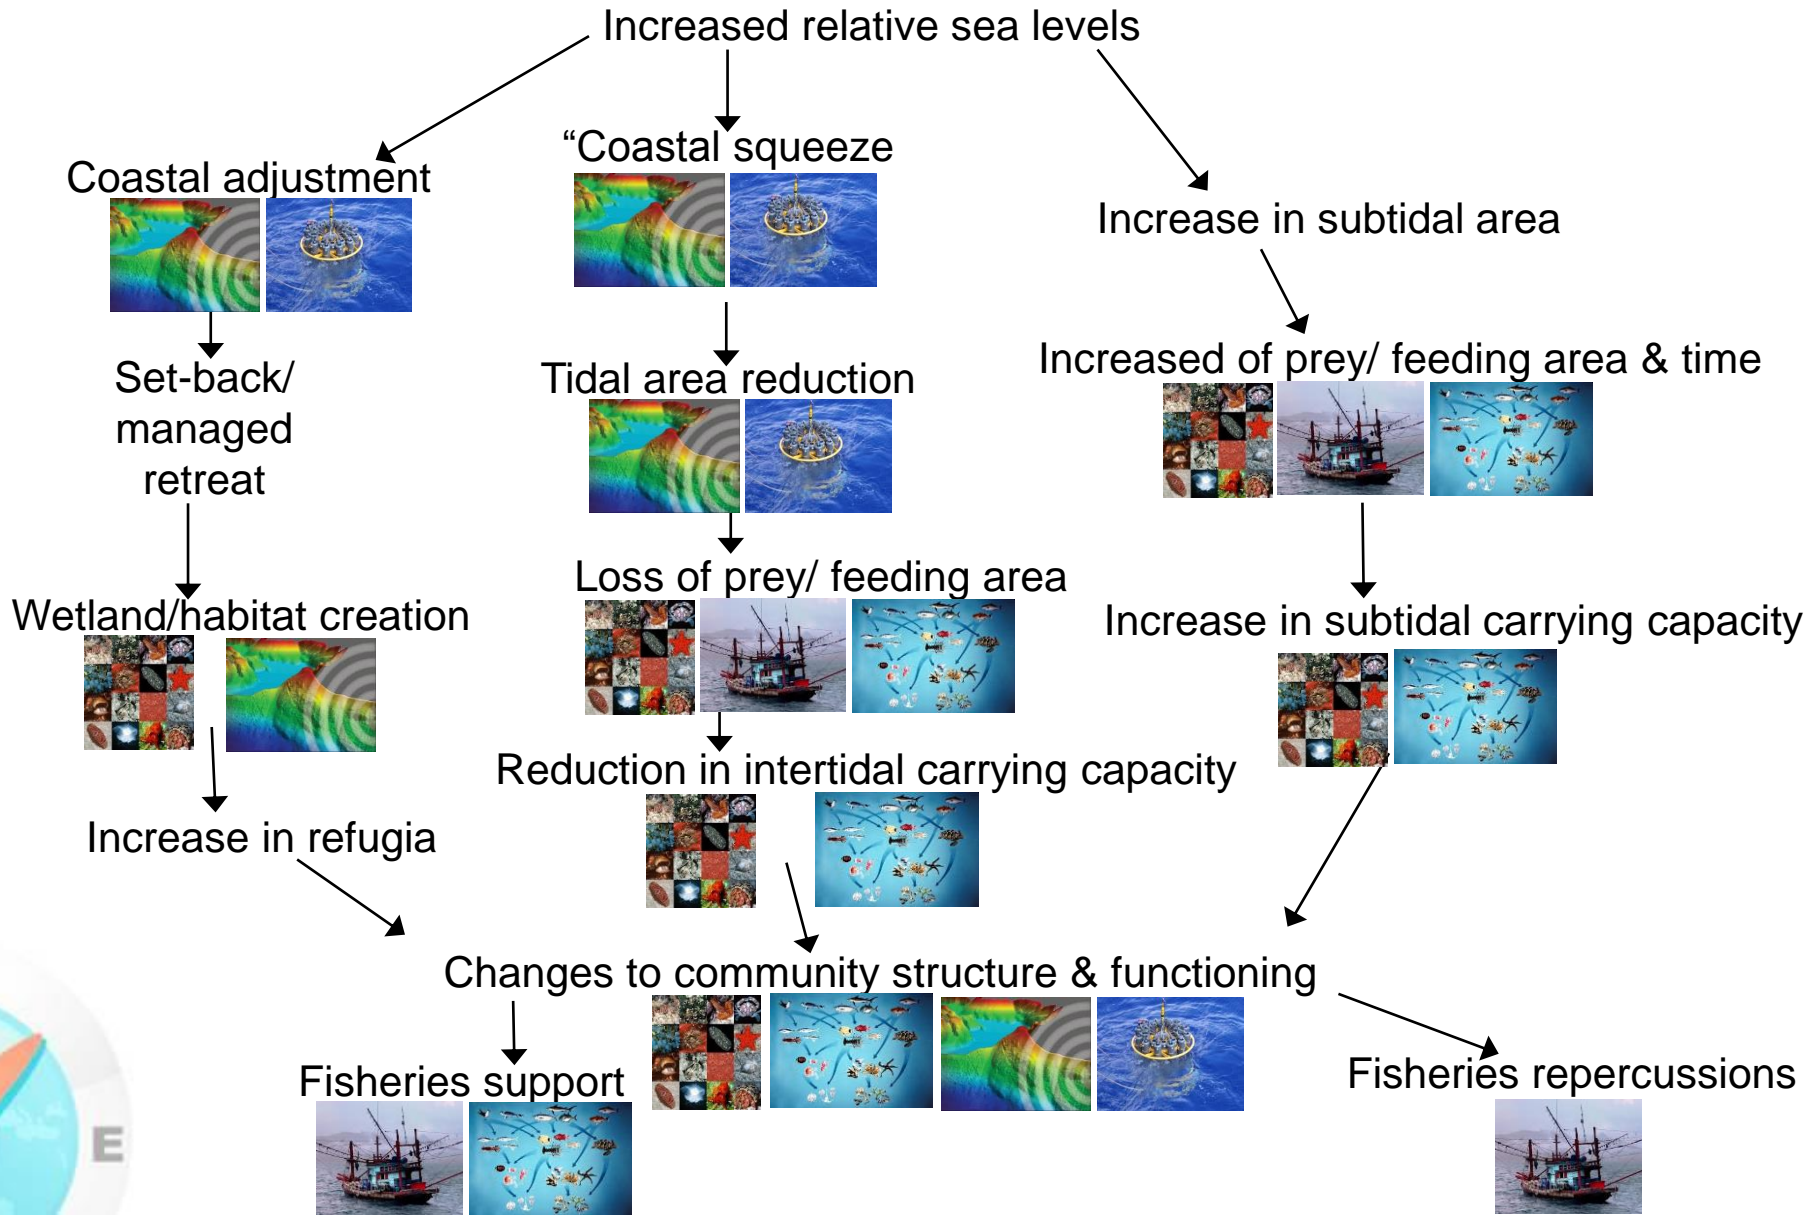 Increased relative sea levels
“Coastal squeeze
Coastal adjustment
Increase in subtidal area
Set-back/
managed
retreat
Tidal area reduction
Increased of prey/ feeding area & time
Loss of prey/ feeding area
Wetland/habitat creation
Increase in subtidal carrying capacity
Reduction in intertidal carrying capacity
Increase in refugia
Changes to community structure & functioning
Fisheries support
Fisheries repercussions
E